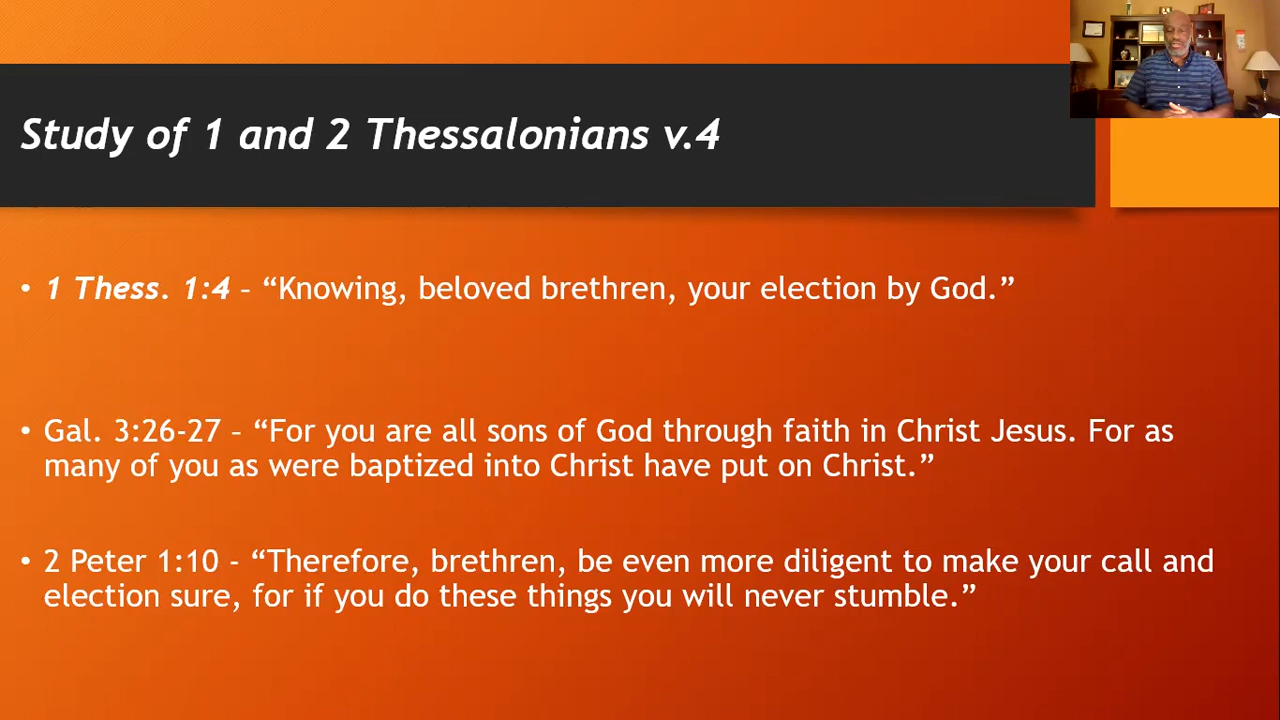 Study of 1 and 2 Thessalonians v.4
• 1 Thess. 1:4 – “Knowing, beloved brethren, your election by God.”
• Gal. 3:26-27 – “For you are all sons of God through faith in Christ Jesus. For as
many of you as were baptized into Christ have put on Christ.”
• 2 Peter 1:10 - “Therefore, brethren, be even more diligent to make your call and
election sure, for if you do these things you will never stumble.”